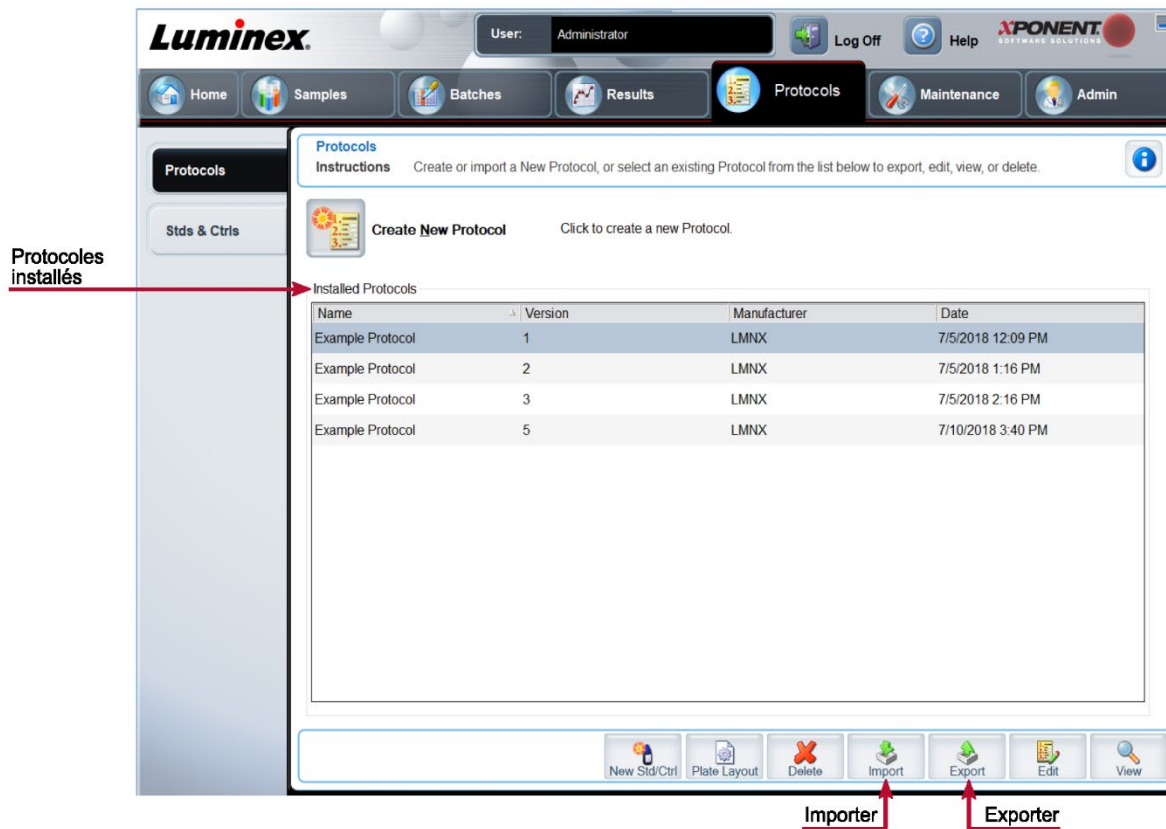 Luminex.
User: Administrator
Log Off
Help
XPONENT.
SOFTWARE SOLUTIONS
Home
Samples
Batches
Results
Protocols
Maintenance
Admin
Protocols
Stds & Ctrls
Protocoles
installés
Protocols
Instructions Create or import a New Protocol, or select an existing Protocol from the list below to export, edit, view, or delete.
Create New Protocol
Click to create a new Protocol.
Installed Protocols
Name Version Manufacturer Date
Example Protocol 1 LMNX 7/5/2018 12:09 PM
Example Protocol 2 LMNX 7/5/2018 1:16 PM
Example Protocol 3 LMNX 7/5/2018 2:16 PM
Example Protocol 5 LMNX 7/10/2018 3:40 PM
New Std/Ctrl
Plate Layout
Delete
Import
Export
Edit
View
Importer
Exporter